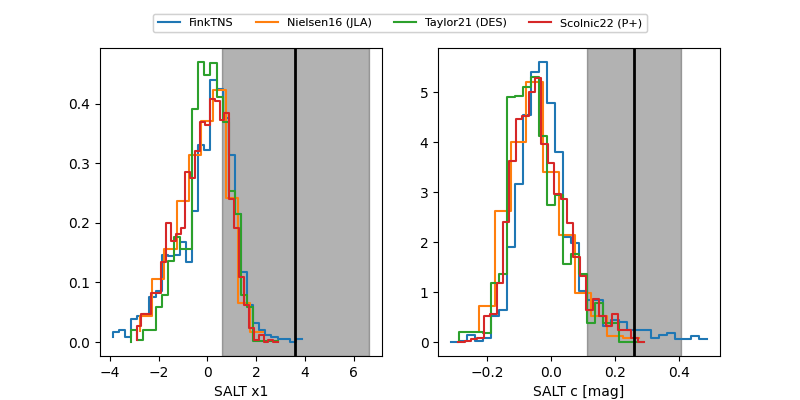 FinkTNS Nielsen16 (JLA) Taylor21 (DES) Scolnic22 (P+)
0.4
0.3
0.2
0.1
0.0
−4 −2 0 2 4 6
SALT x1
5
4
3
2
1
0
−0.2 0.0 0.2 0.4
SALT c [mag]